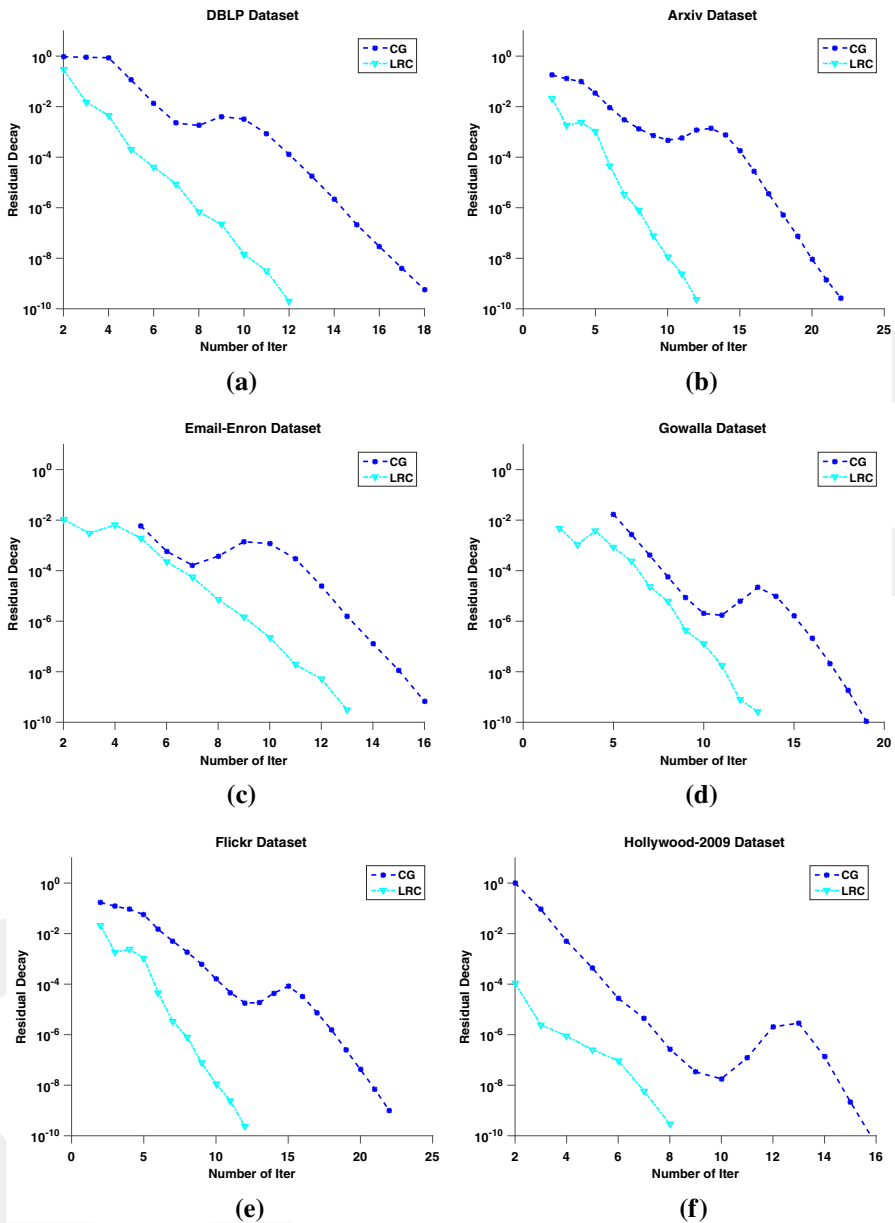 DBLP Dataset
CG
LRC
10^0
10^-2
10^-4
10^-6
10^-8
10^-10
Residual Decay
2 4 6 8 10 12 14 16 18
Number of Iter
(a)
Arxiv Dataset
CG
LRC
10^0
10^-2
10^-4
10^-6
10^-8
10^-10
Residual Decay
0 5 10 15 20 25
Number of Iter
(b)
Email-Enron Dataset
CG
LRC
10^0
10^-2
10^-4
10^-6
10^-8
10^-10
Residual Decay
2 4 6 8 10 12 14 16
Number of Iter
(c)
Gowalla Dataset
CG
LRC
10^0
10^-2
10^-4
10^-6
10^-8
10^-10
Residual Decay
0 5 10 15 20
Number of Iter
(d)
Flickr Dataset
CG
LRC
10^0
10^-2
10^-4
10^-6
10^-8
10^-10
Residual Decay
0 5 10 15 20 25
Number of Iter
(e)
Hollywood-2009 Dataset
CG
LRC
10^0
10^-2
10^-4
10^-6
10^-8
10^-10
Residual Decay
2 4 6 8 10 12 14 16
Number of Iter
(f)